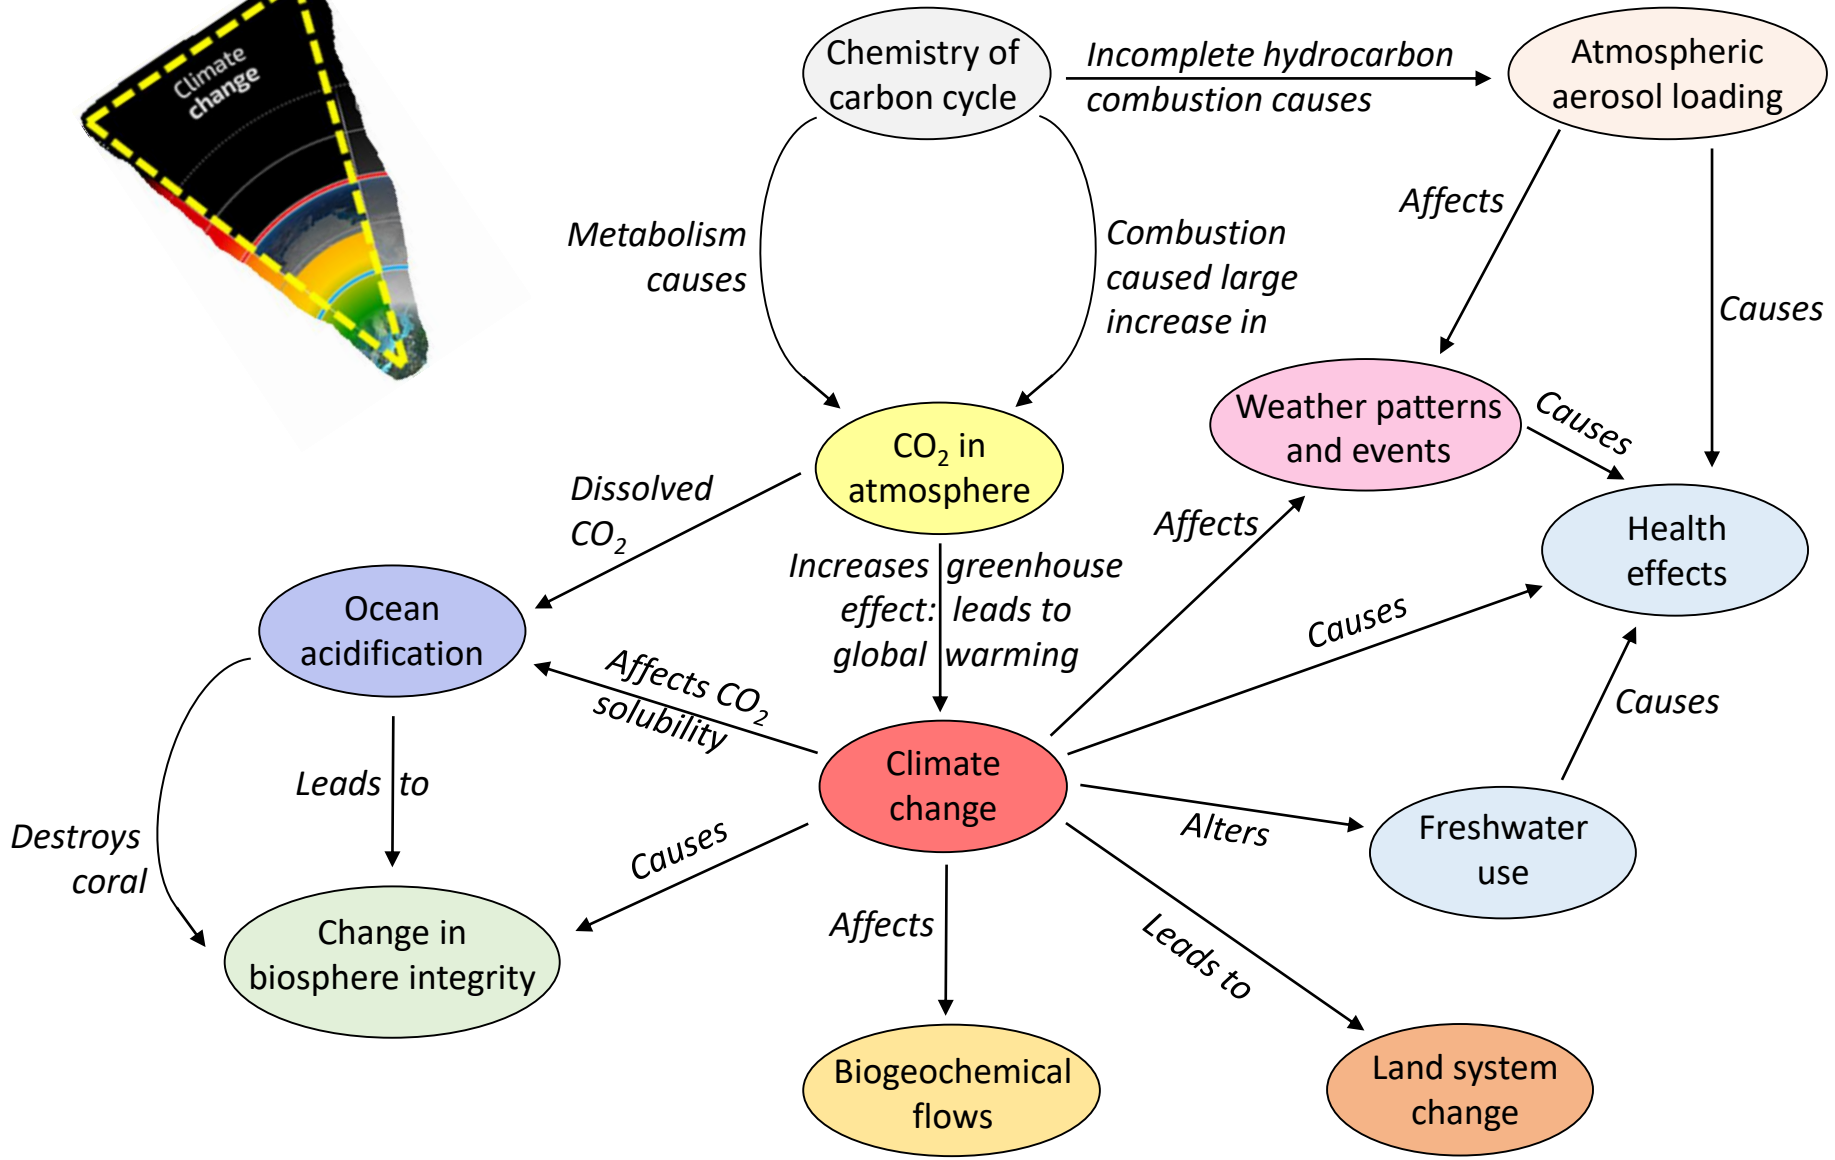 Climate
change
Chemistry of
carbon cycle
Incomplete hydrocarbon
combustion causes
Atmospheric
aerosol loading
Metabolism
causes
Combustion
caused large
increase in
Affects
Causes
Weather patterns
and events
Causes
CO₂ in
atmosphere
Dissolved
CO₂
Increases greenhouse
effect: leads to
global warming
Affects
Health
effects
Ocean
acidification
Affects CO₂
solubility
Causes
Causes
Leads to
Climate
change
Destroys
coral
Causes
Alters
Freshwater
use
Change in
biosphere integrity
Affects
Leads to
Biogeochemical
flows
Land system
change